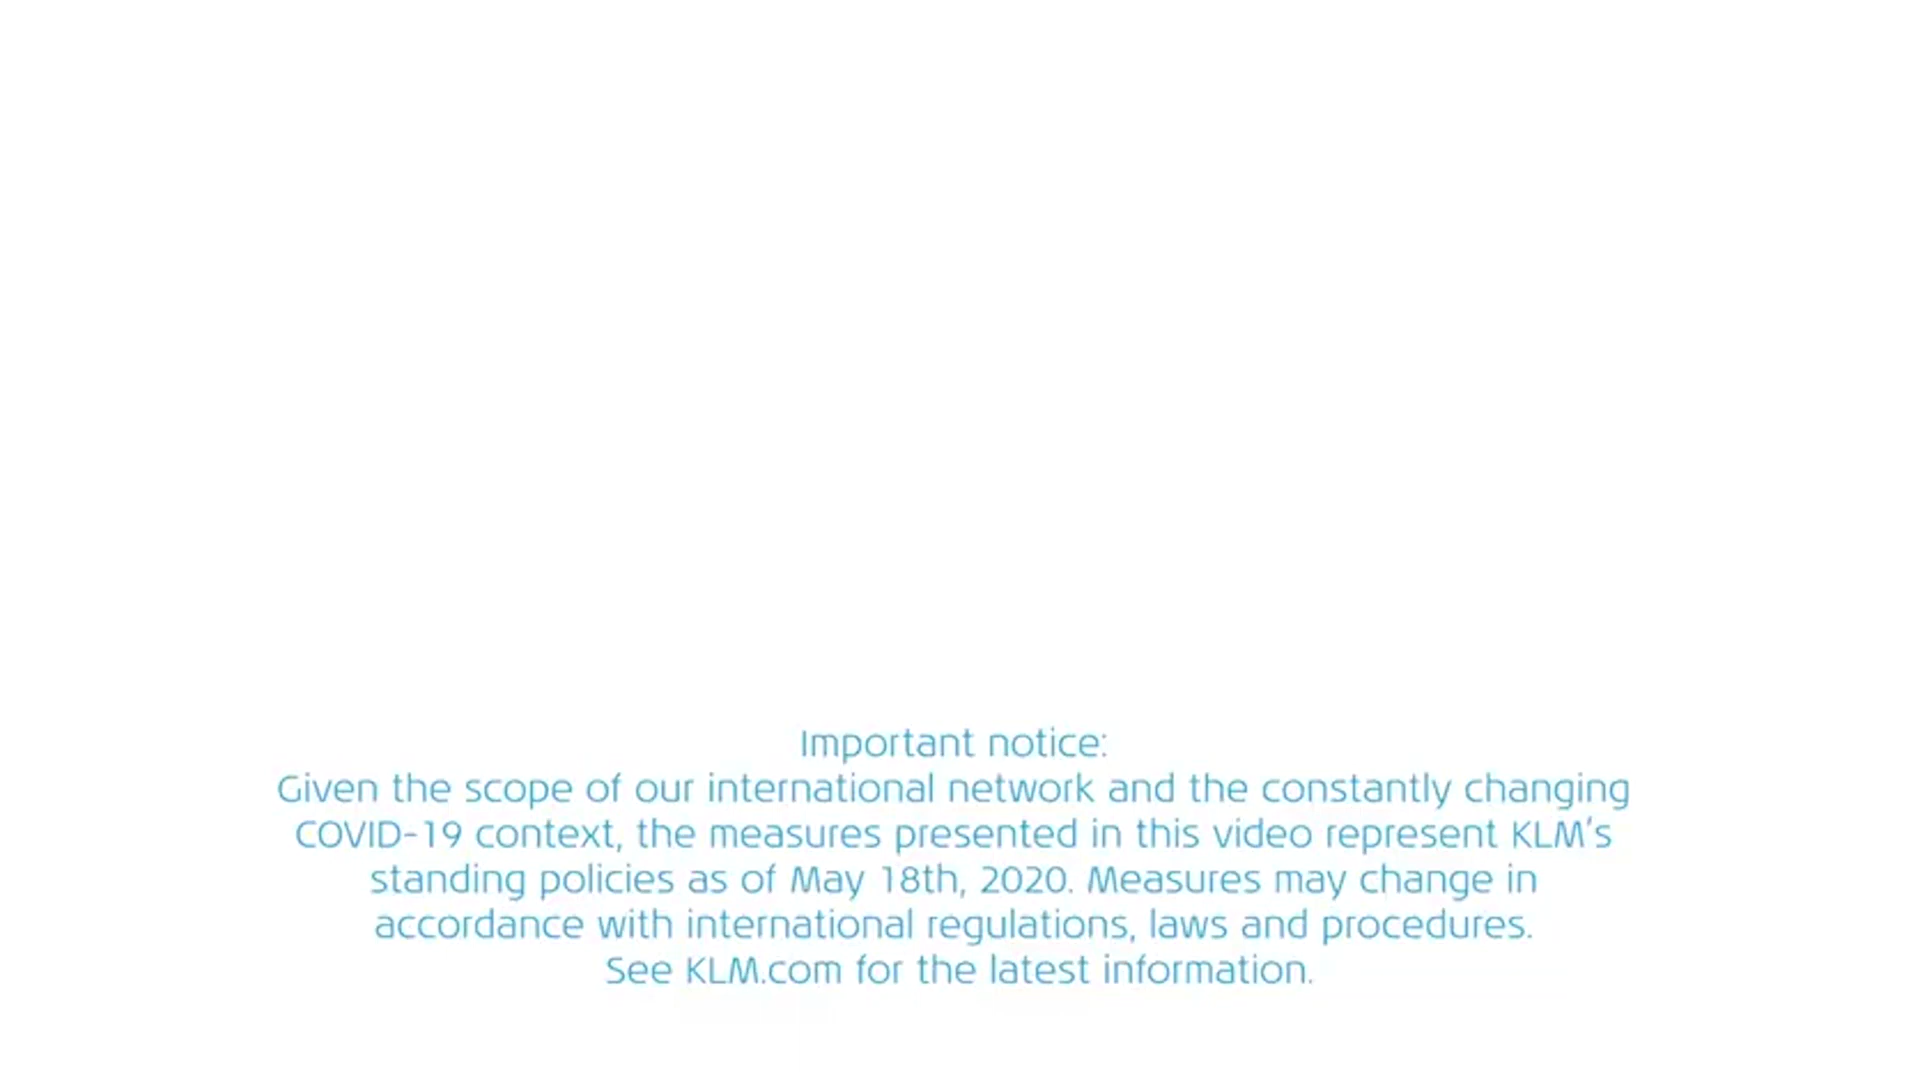 Important notice:
Given the scope of our international network and the constantly changing
COVID-19 context, the measures presented in this video represent KLM's
standing policies as of May 18th, 2020. Measures may change in
accordance with international regulations, laws and procedures.
See KLM.com for the latest information.